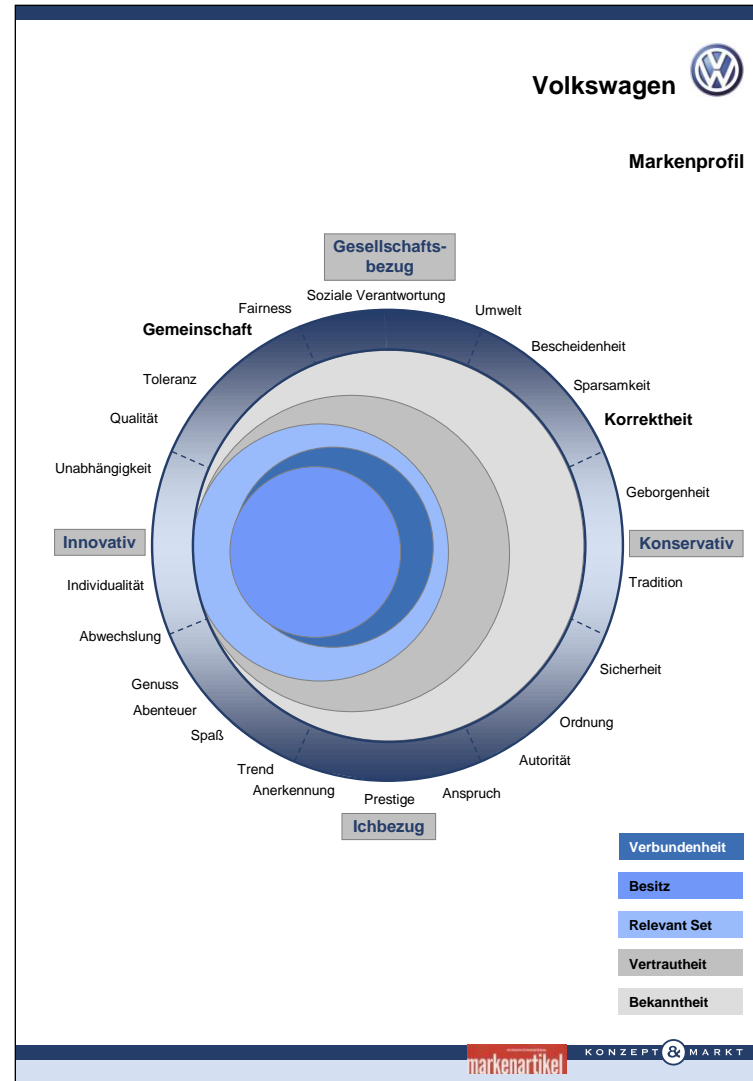 Volkswagen
Markenprofil
Gesellschafts-
bezug
Soziale Verantwortung
Fairness
Umwelt
Gemeinschaft
Bescheidenheit
Toleranz
Sparsamkeit
Qualität
Korrektheit
Unabhängigkeit
Geborgenheit
Innovativ
Konservativ
Individualität
Tradition
Abwechslung
Sicherheit
Genuss
Abenteuer
Ordnung
Spaß
Autorität
Trend
Anerkennung
Prestige
Anspruch
Ichbezug
Verbundenheit
Besitz
Relevant Set
Vertrautheit
Bekanntheit
markenartikel
KONZEPT & MARKT